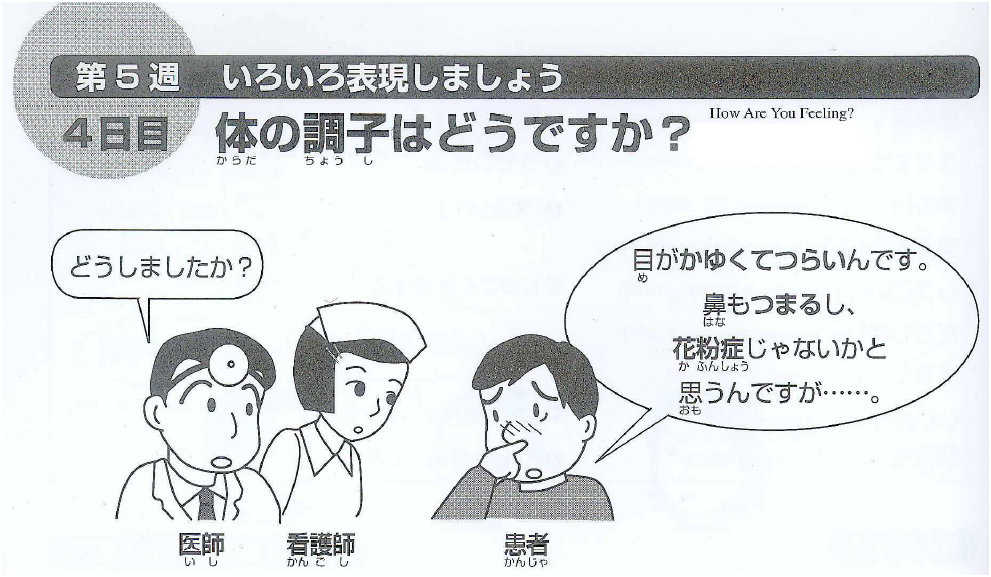 第5週 いろいろ表現しましょう
4日目 体の調子はどうですか？
からだ ちょう し
How Are You Feeling?
どうしましたか？
目がかゆくてつらいんです。
め
鼻もつまるし、
はな
花粉症じゃないかと
か ふんしょう
思うんですが……。
おも
医師 看護師 患者
い し かん ご し かんじゃ